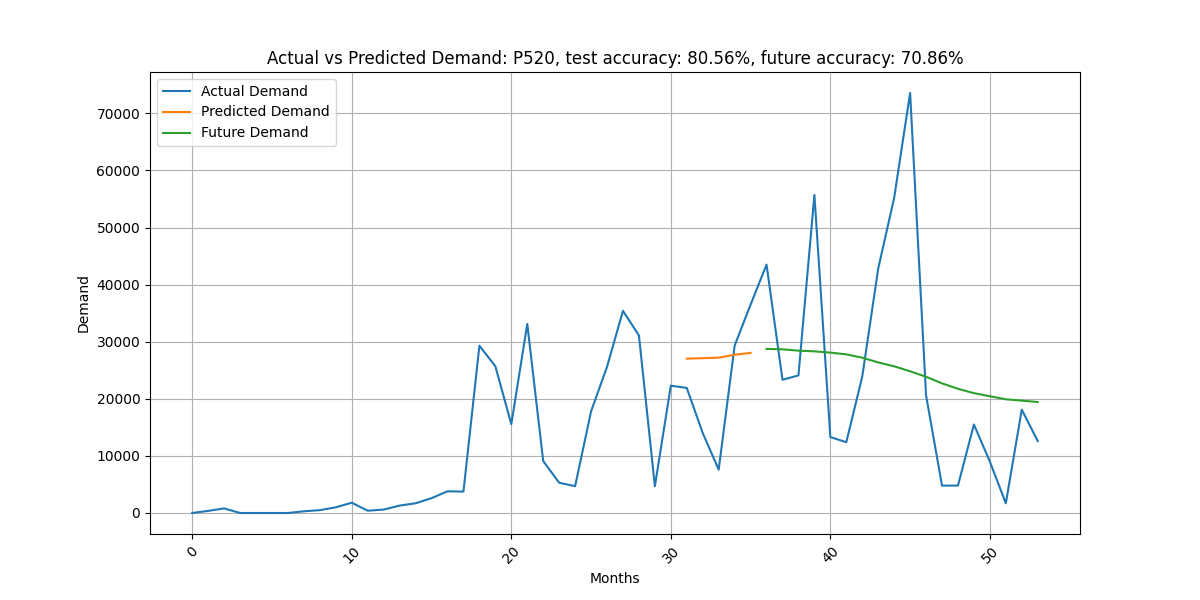 Actual vs Predicted Demand: P520, test accuracy: 80.56%, future accuracy: 70.86%
Actual Demand
Predicted Demand
Future Demand
70000
60000
50000
40000
30000
20000
10000
0
Demand
0
10
20
30
40
50
Months